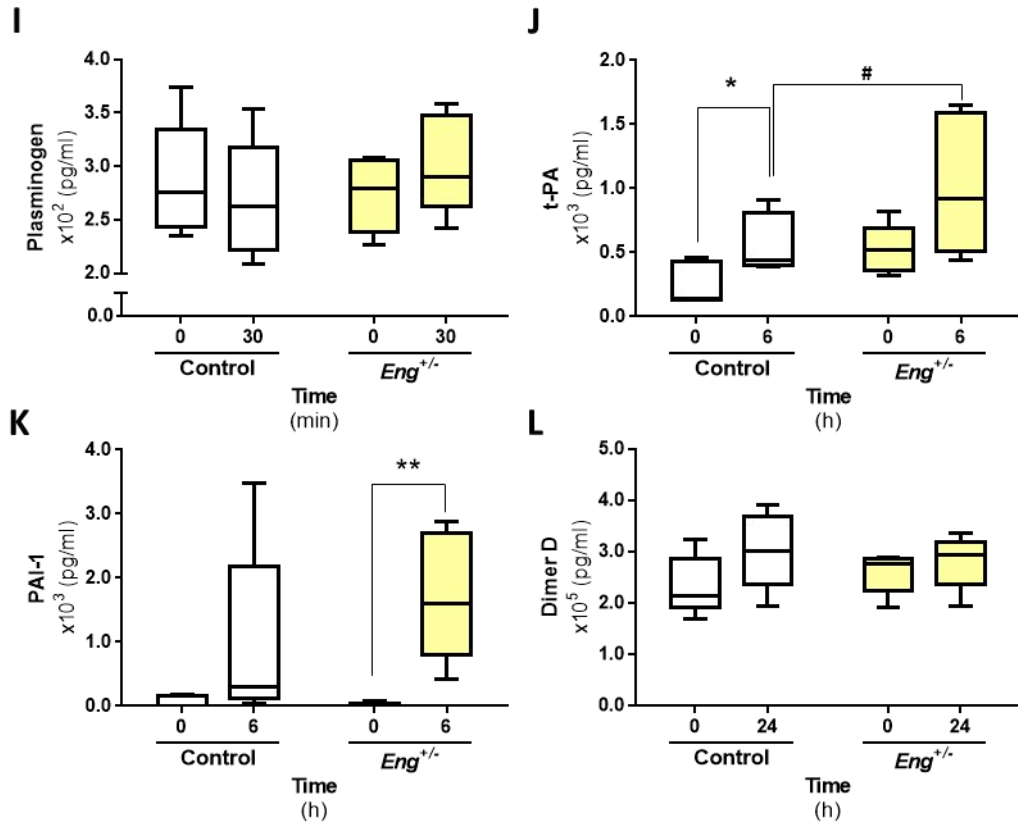 I
Plasminogen
x10² (pg/ml)
4.0
3.5
3.0
2.5
2.0
0.0
0 30 0 30
Control Eng+/-
Time
(min)
J
t-PA
x10³ (pg/ml)
2.0
1.5
1.0
0.5
0.0
* #
0 6 0 6
Control Eng+/-
Time
(h)
K
PAI-1
x10³ (pg/ml)
4.0
3.0
2.0
1.0
0.0
**
0 6 0 6
Control Eng+/-
Time
(h)
L
Dimer D
x10⁵ (pg/ml)
5.0
4.0
3.0
2.0
1.0
0.0
0 24 0 24
Control Eng+/-
Time
(h)